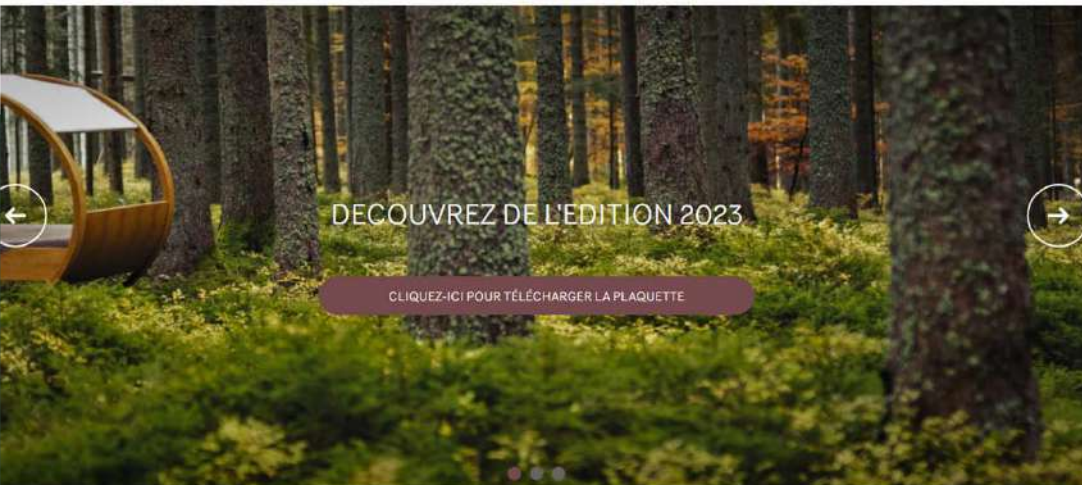 DECOUVREZ DE L'EDITION 2023
CLIQUEZ-ICI POUR TÉLÉCHARGER LA PLAQUETTE